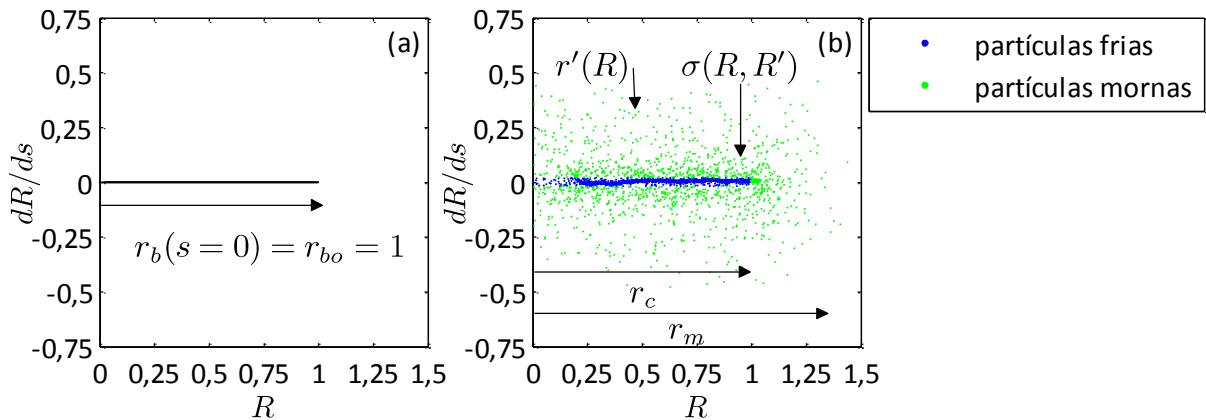 (a)
0,75
0,5
0,25
0
-0,25
-0,5
-0,75
dR/ds
r_b(s = 0) = r_{bo} = 1
0 0,25 0,5 0,75 1 1,25 1,5
R
(b)
0,75
0,5
0,25
0
-0,25
-0,5
-0,75
dR/ds
r'(R)
σ(R, R')
r_c
r_m
0 0,25 0,5 0,75 1 1,25 1,5
R
partículas frias
partículas mornas